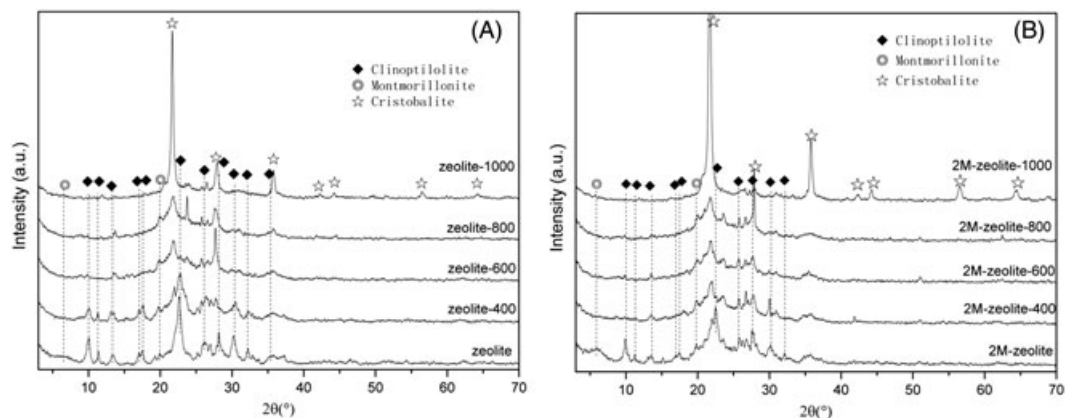 (A)
Clinoptilolite
Montmorillonite
Cristobalite
Intensity (a.u.)
zeolite-1000
zeolite-800
zeolite-600
zeolite-400
zeolite
10 20 30 40 50 60 70
2θ(°)
(B)
Clinoptilolite
Montmorillonite
Cristobalite
Intensity (a.u.)
2M-zeolite-1000
2M-zeolite-800
2M-zeolite-600
2M-zeolite-400
2M-zeolite
10 20 30 40 50 60 70
2θ(°)